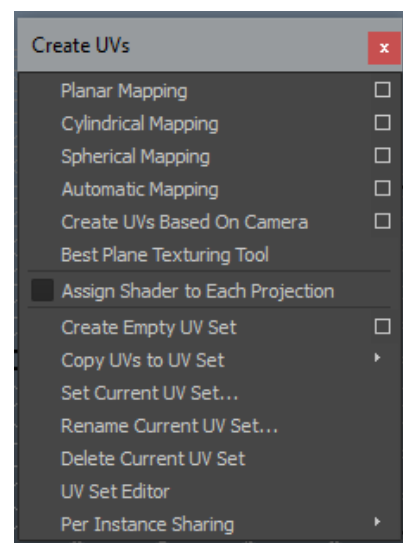 Create UVs
x
Planar Mapping
Cylindrical Mapping
Spherical Mapping
Automatic Mapping
Create UVs Based On Camera
Best Plane Texturing Tool
Assign Shader to Each Projection
Create Empty UV Set
Copy UVs to UV Set
Set Current UV Set...
Rename Current UV Set...
Delete Current UV Set
UV Set Editor
Per Instance Sharing